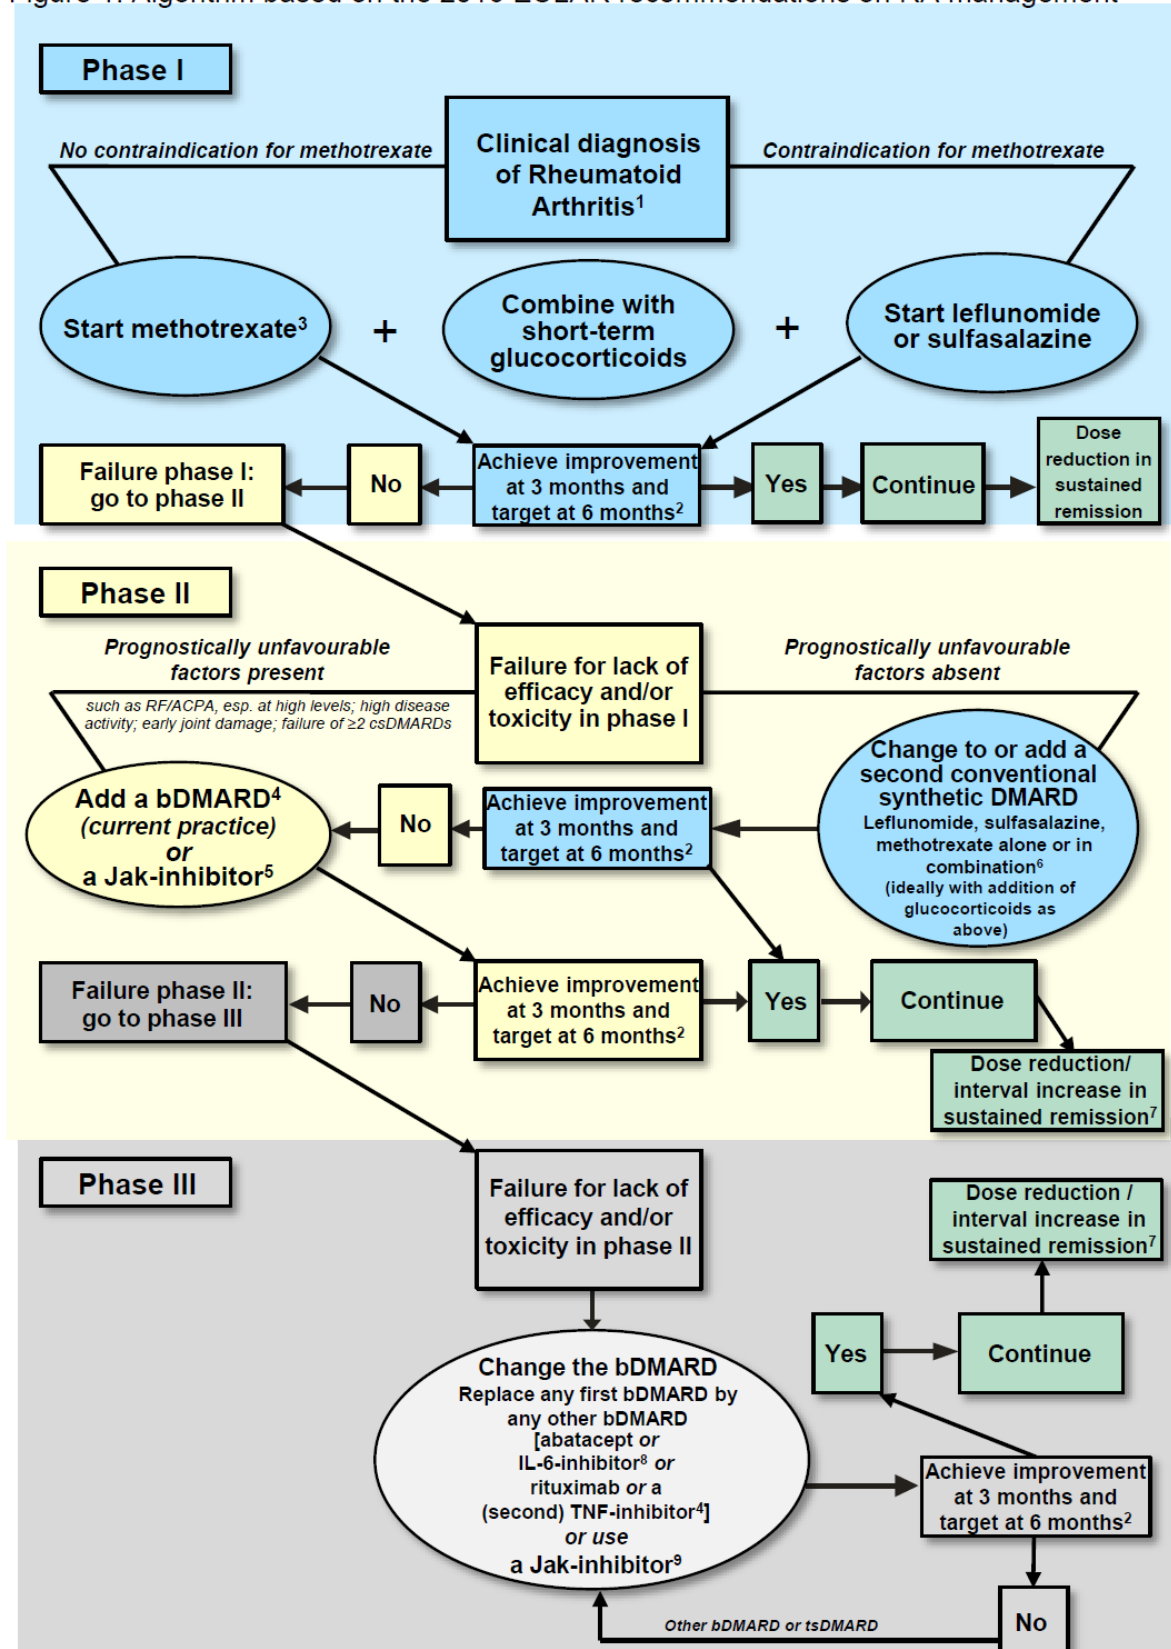 Figure 1: Algorithm based on the 2016 EULAR recommendations on RA management
Phase I
No contraindication for methotrexate
Clinical diagnosis
of Rheumatoid
Arthritis1
Contraindication for methotrexate
Start methotrexate3
+
Combine with
short-term
glucocorticoids
+
Start leflunomide
or sulfasalazine
Failure phase I:
go to phase II
No
Achieve improvement
at 3 months and
target at 6 months2
Yes
Continue
Dose
reduction in
sustained
remission
Phase II
Prognostically unfavourable
factors present
such as RF/ACPA, esp. at high levels; high disease
activity; early joint damage; failure of ≥2 csDMARDs
Failure for lack of
efficacy and/or
toxicity in phase I
Prognostically unfavourable
factors absent
Add a bDMARD4
(current practice)
or
a Jak-inhibitor5
No
Achieve improvement
at 3 months and
target at 6 months2
Change to or add a
second conventional
synthetic DMARD
Leflunomide, sulfasalazine,
methotrexate alone or in
combination6
(ideally with addition of
glucocorticoids as
above)
Failure phase II:
go to phase III
No
Achieve improvement
at 3 months and
target at 6 months2
Yes
Continue
Dose reduction/
interval increase in
sustained remission7
Phase III
Failure for lack of
efficacy and/or
toxicity in phase II
Dose reduction /
interval increase in
sustained remission7
Yes
Continue
Change the bDMARD
Replace any first bDMARD by
any other bDMARD
[abatacept or
IL-6-inhibitor8 or
rituximab or a
(second) TNF-inhibitor4]
or use
a Jak-inhibitor9
Achieve improvement
at 3 months and
target at 6 months2
Other bDMARD or tsDMARD
No